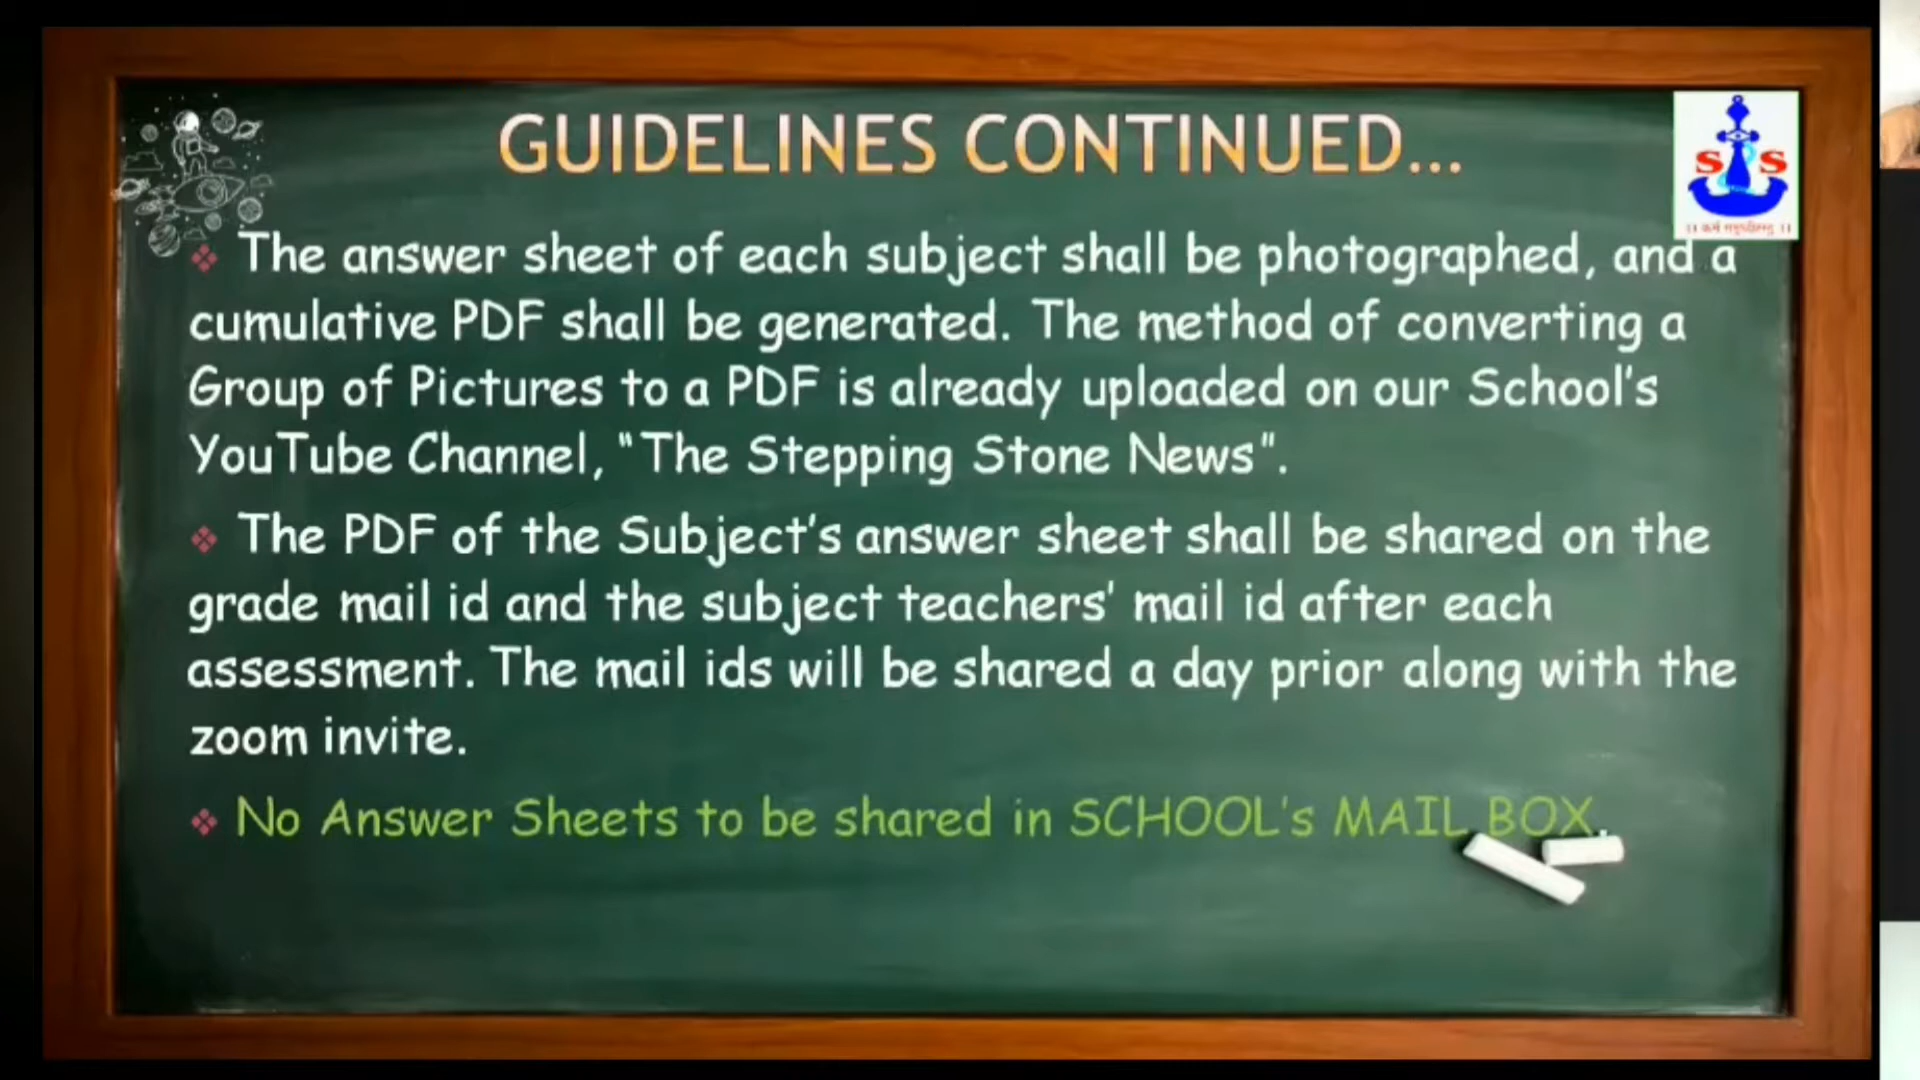 GUIDELINES CONTINUED...
S S
❖ The answer sheet of each subject shall be photographed, and a
cumulative PDF shall be generated. The method of converting a
Group of Pictures to a PDF is already uploaded on our School's
YouTube Channel, "The Stepping Stone News".
❖ The PDF of the Subject's answer sheet shall be shared on the
grade mail id and the subject teachers' mail id after each
assessment. The mail ids will be shared a day prior along with the
zoom invite.
❖ No Answer Sheets to be shared in SCHOOL's MAIL BOX.